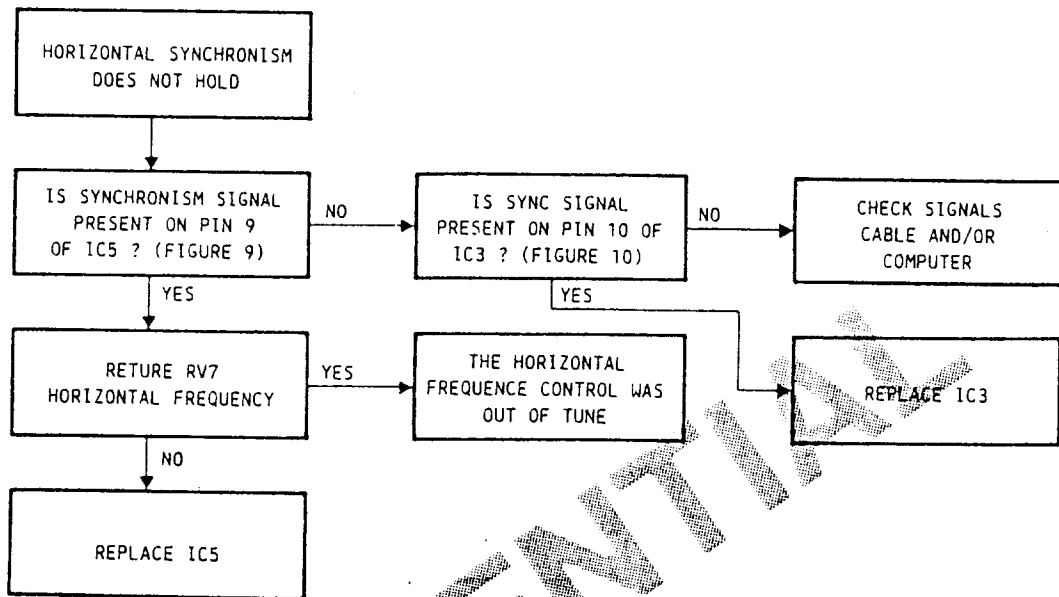 HORIZONTAL SYNCHRONISM
DOES NOT HOLD
IS SYNCHRONISM SIGNAL
PRESENT ON PIN 9
OF IC5 ? (FIGURE 9)
NO
IS SYNC SIGNAL
PRESENT ON PIN 10 OF
IC3 ? (FIGURE 10)
NO
CHECK SIGNALS
CABLE AND/OR
COMPUTER
YES
YES
RETURE RV7
HORIZONTAL FREQUENCY
YES
THE HORIZONTAL
FREQUENCE CONTROL WAS
OUT OF TUNE
REPLACE IC3
NO
REPLACE IC5
ENTIAL